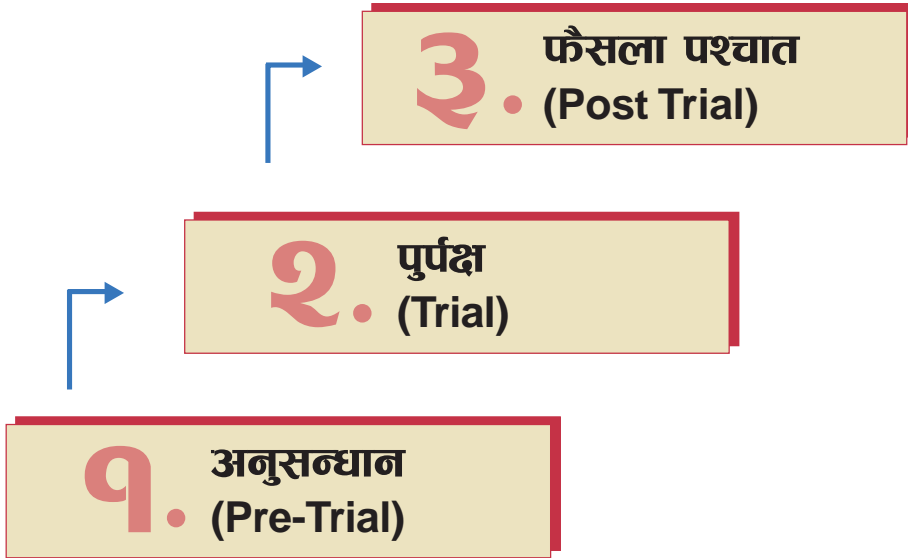 ३. फैसला पश्चात
(Post Trial)
२. पुर्पक्ष
(Trial)
१. अनुसन्धान
(Pre-Trial)